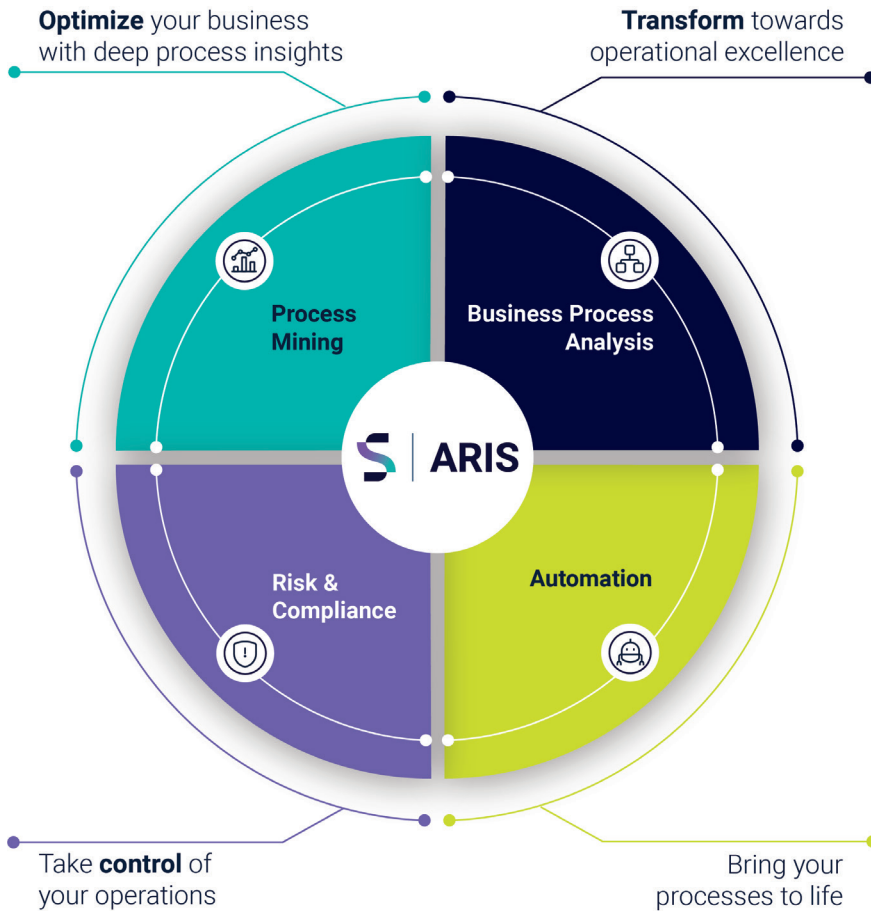 Optimize your business
with deep process insights
Transform towards
operational excellence
Process
Mining
Business Process
Analysis
S | ARIS
Risk &
Compliance
Automation
Take control of
your operations
Bring your
processes to life